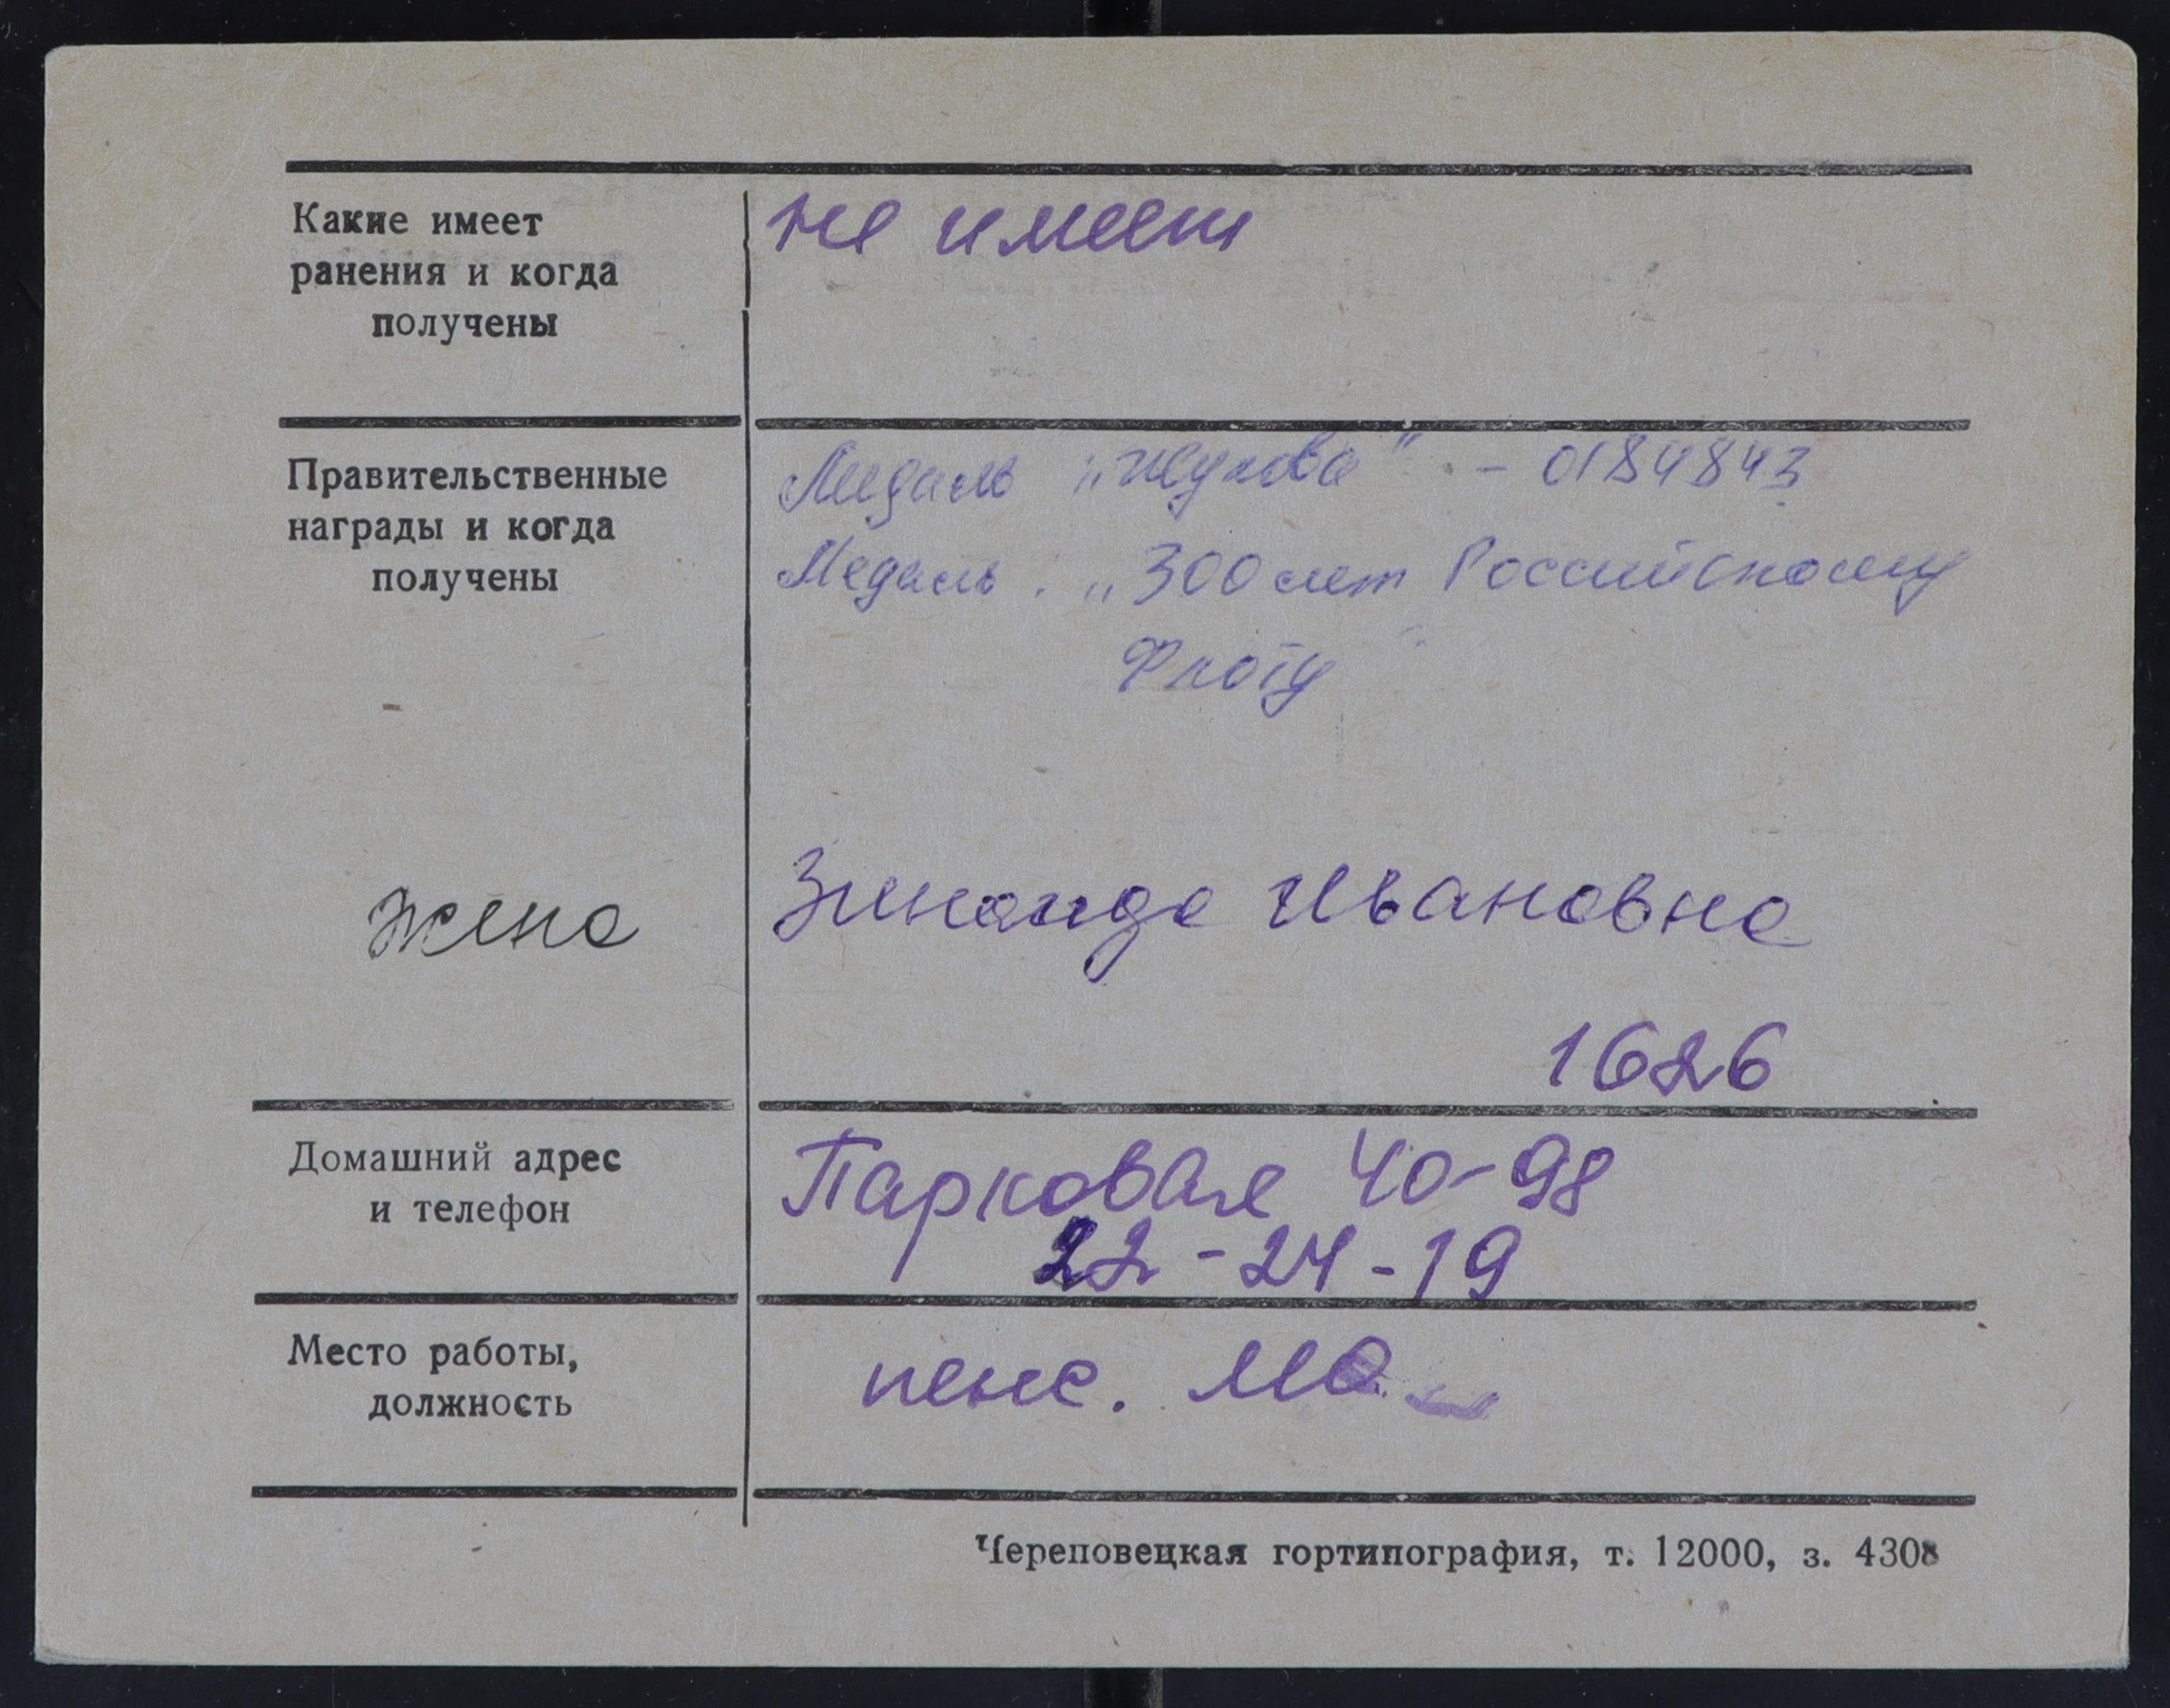 Какие имеет
ранения и когда
получены
не имеет
Правительственные
награды и когда
получены
Медаль „Жукова" - 0184843
Медаль „300 лет Российскому
Флоту"
жена
Зинаида Ивановна
1626
Домашний адрес
и телефон
Парковая 40-98
22-24-19
Место работы,
должность
пенс. МО
Череповецкая гортипография, т. 12000, з. 4308